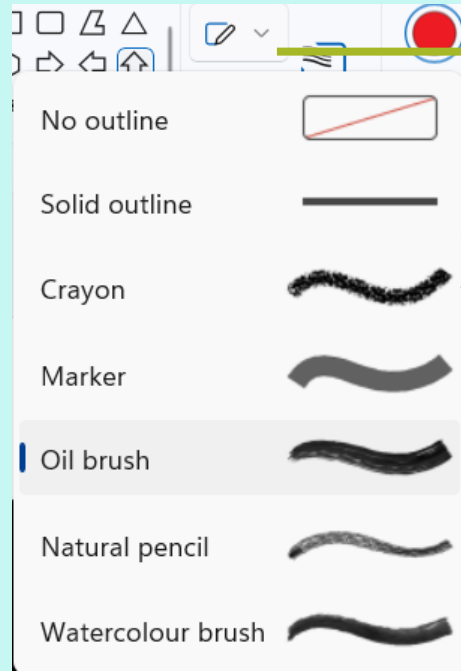 No outline
Solid outline
Crayon
Marker
Oil brush
Natural pencil
Watercolour brush